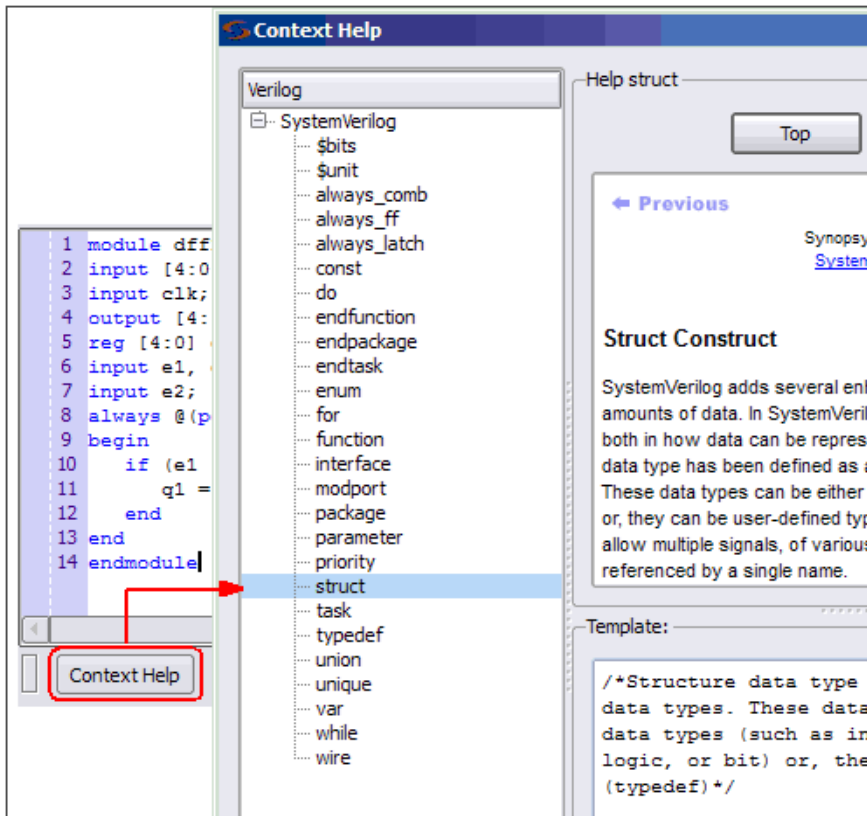 Context Help
Verilog
SystemVerilog
$bits
$unit
always_comb
always_ff
always_latch
const
do
endfunction
endpackage
endtask
enum
for
function
interface
modport
package
parameter
priority
struct
task
typedef
union
unique
var
while
wire
1 module dff
2 input [4:0
3 input clk;
4 output [4:
5 reg [4:0]
6 input e1,
7 input e2;
8 always @(p
9 begin
10 if (e1
11 q1 =
12 end
13 end
14 endmodule
Context Help
Help struct
Top
Previous
Synopsy
System
Struct Construct
SystemVerilog adds several enh
amounts of data. In SystemVeril
both in how data can be repres
data type has been defined as a
These data types can be either
or, they can be user-defined typ
allow multiple signals, of various
referenced by a single name.
Template:
/*Structure data type
data types. These data
data types (such as in
logic, or bit) or, the
(typedef)*/